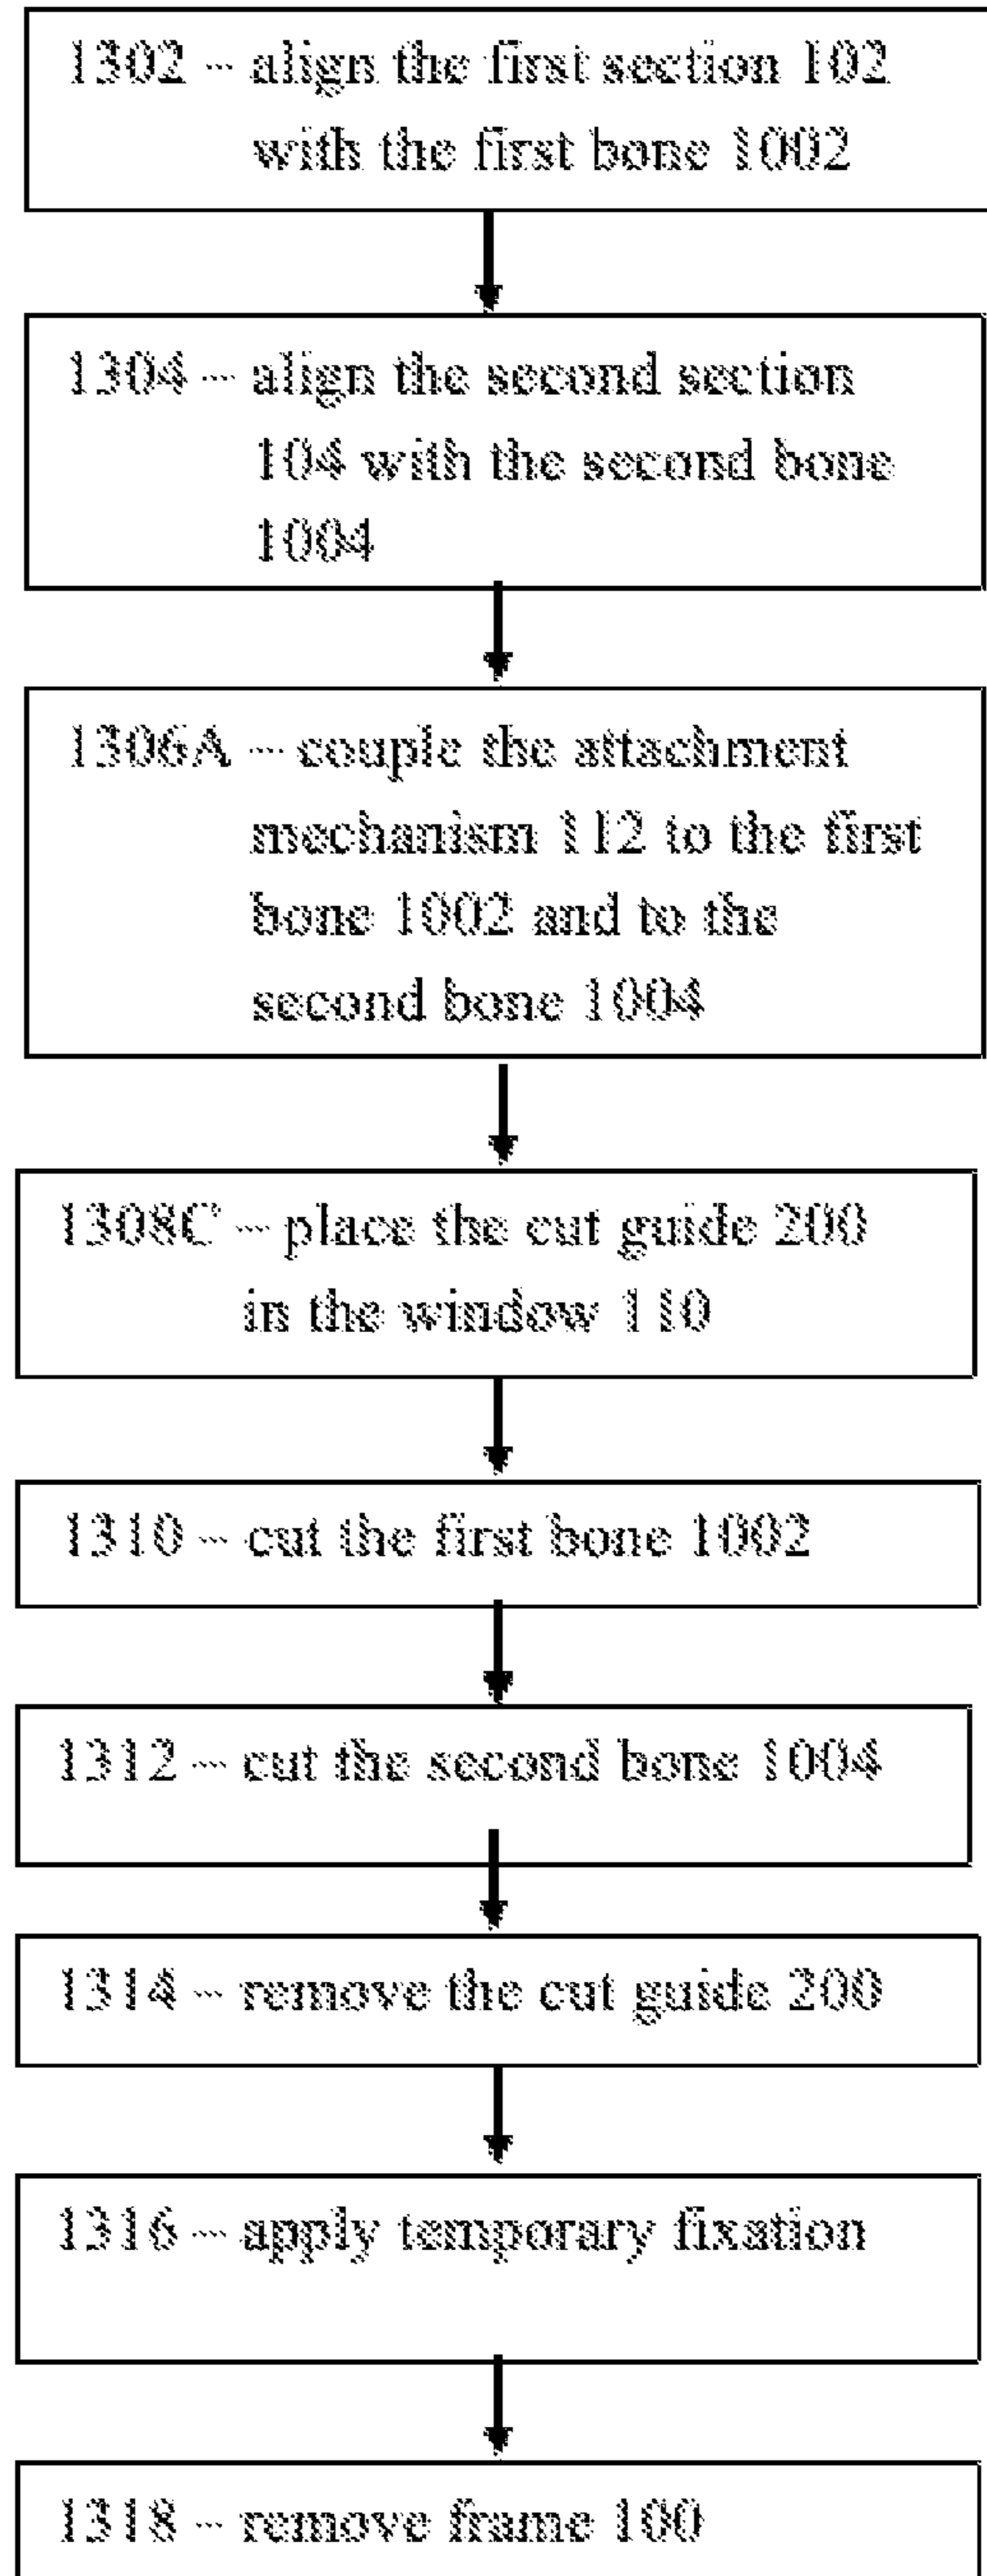 1302 – align the first section 102
with the first bone 1002
1304 – align the second section
104 with the second bone
1004
1306A – couple the attachment
mechanism 112 to the first
bone 1002 and to the
second bone 1004
1308C – place the cut guide 200
in the window 110
1310 – cut the first bone 1002
1312 – cut the second bone 1004
1314 – remove the cut guide 200
1316 – apply temporary fixation
1318 – remove frame 100